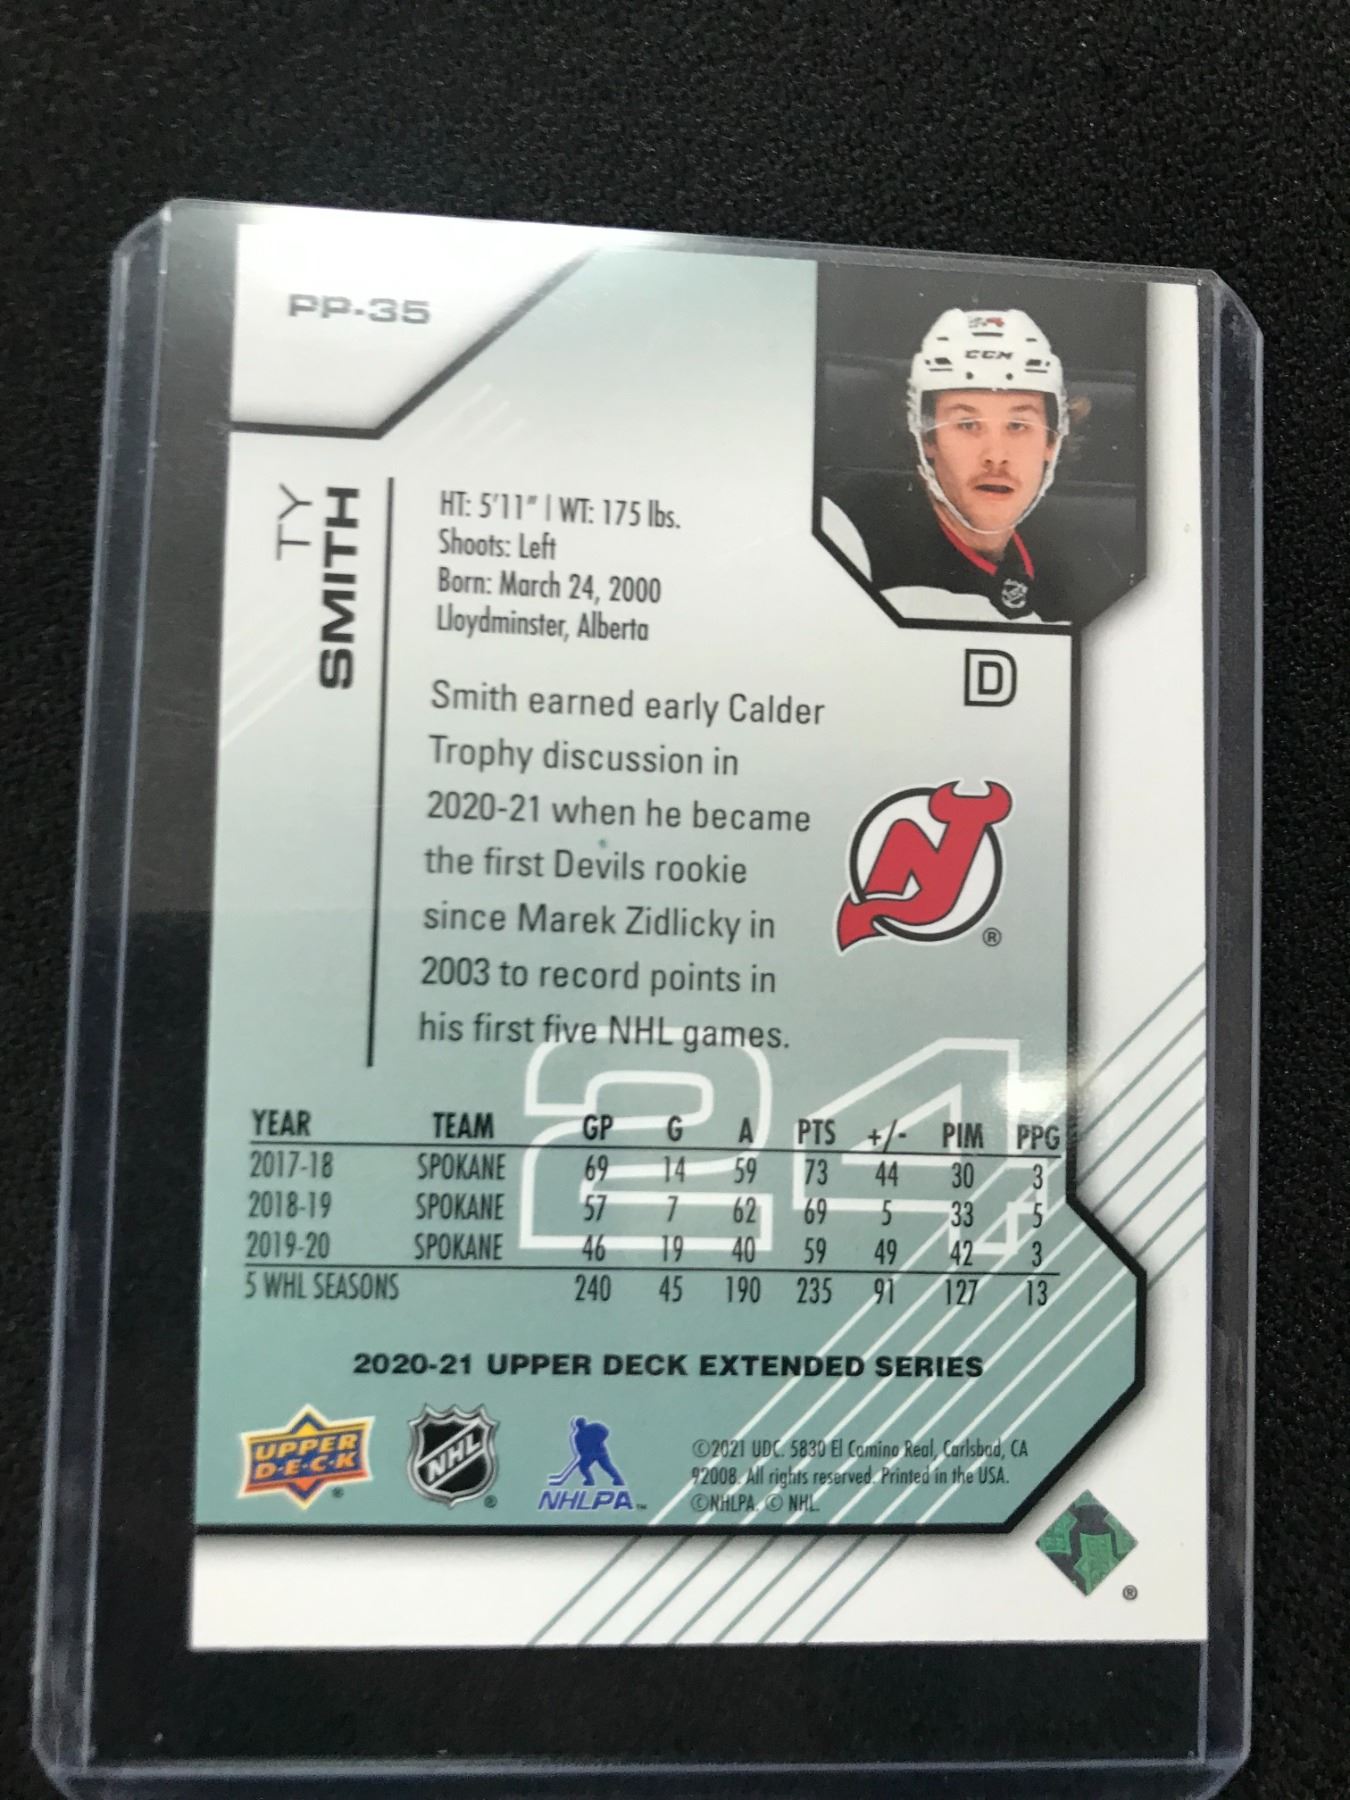 PP-35
CCM
TY
SMITH
HT: 5'11" | WT: 175 lbs.
Shoots: Left
Born: March 24, 2000
Lloydminster, Alberta
D
Smith earned early Calder
Trophy discussion in
2020-21 when he became
the first Devils rookie
since Marek Zidlicky in
2003 to record points in
his first five NHL games.
®
24
YEAR TEAM GP G A PTS +/- PIM PPG
2017-18 SPOKANE 69 14 59 73 44 30 3
2018-19 SPOKANE 57 7 62 69 5 33 5
2019-20 SPOKANE 46 19 40 59 49 42 3
5 WHL SEASONS 240 45 190 235 91 127 13
2020-21 UPPER DECK EXTENDED SERIES
UPPER
D·E·C·K
®
NHL
®
NHLPA™
©2021 UDC. 5830 El Camino Real, Carlsbad, CA
92008. All rights reserved. Printed in the USA.
©NHLPA. © NHL.
®